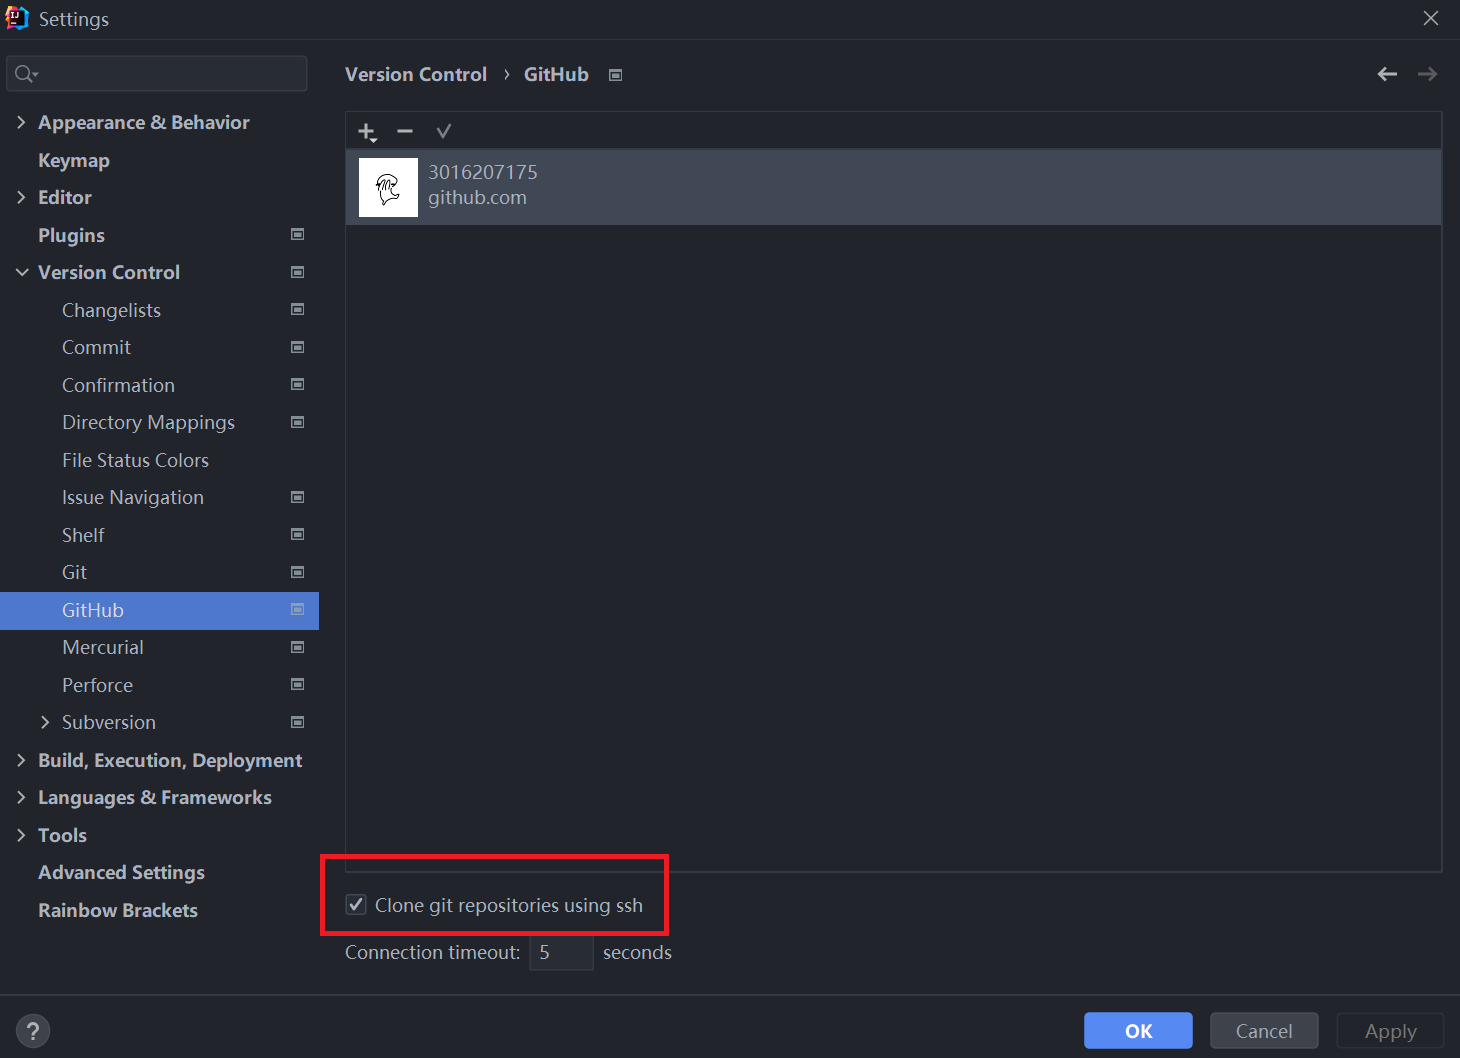 Settings
Version Control › GitHub
Appearance & Behavior
Keymap
Editor
Plugins
Version Control
Changelists
Commit
Confirmation
Directory Mappings
File Status Colors
Issue Navigation
Shelf
Git
GitHub
Mercurial
Perforce
Subversion
Build, Execution, Deployment
Languages & Frameworks
Tools
Advanced Settings
Rainbow Brackets
3016207175
github.com
Clone git repositories using ssh
Connection timeout: 5 seconds
?
OK Cancel Apply